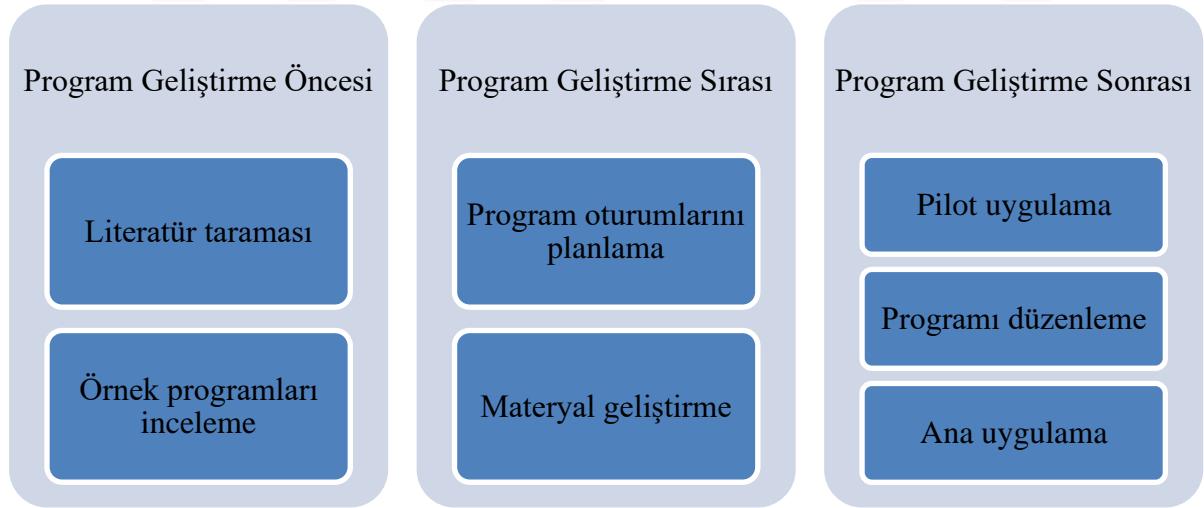 Program Geliştirme Öncesi
Literatür taraması
Örnek programları
inceleme
Program Geliştirme Sırası
Program oturumlarını
planlama
Materyal geliştirme
Program Geliştirme Sonrası
Pilot uygulama
Programı düzenleme
Ana uygulama